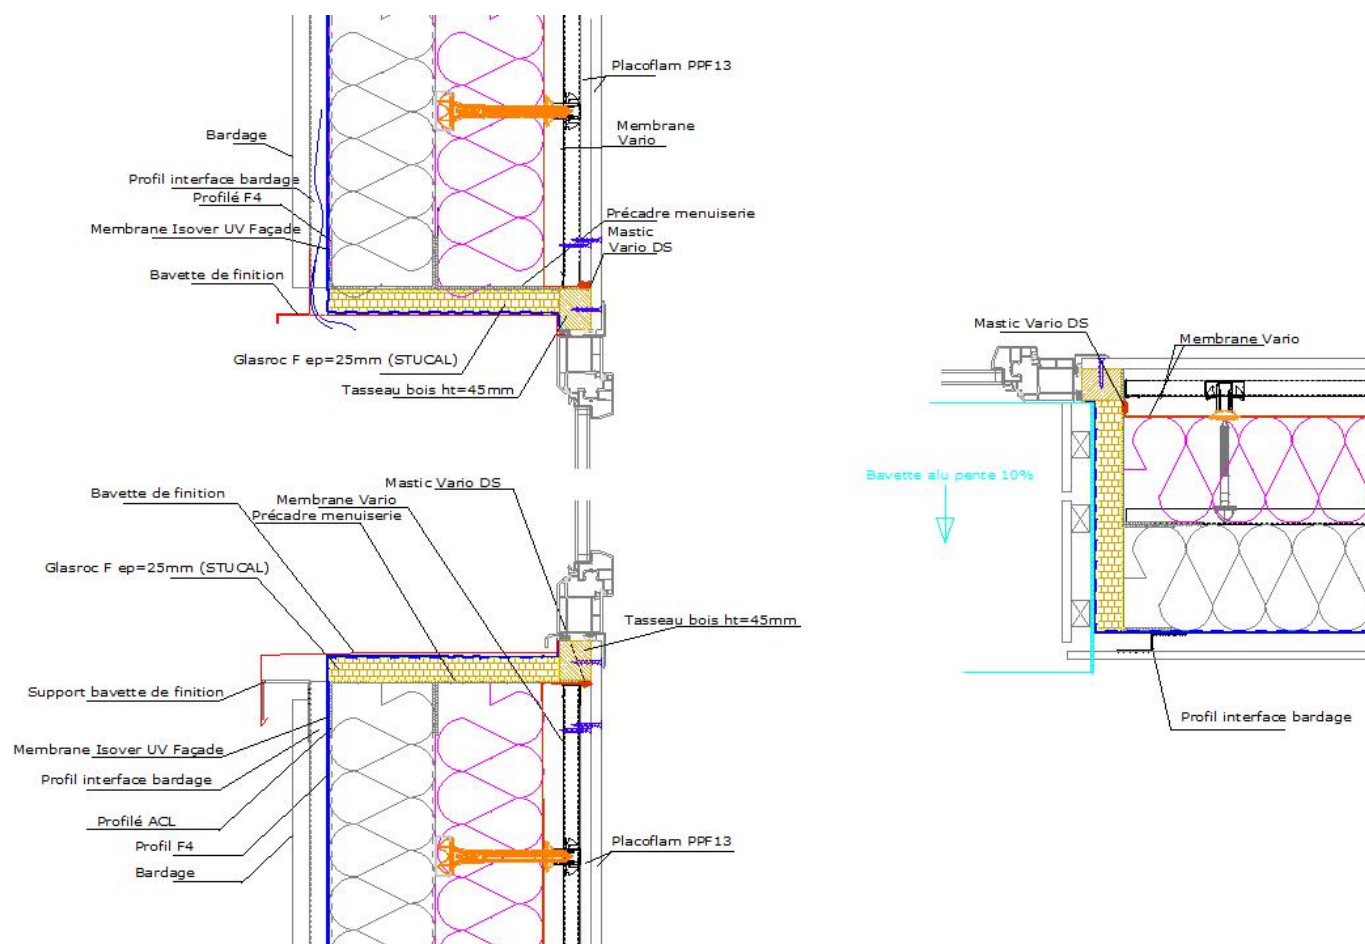 Placoflam PPF13
Bardage
Membrane
Vario
Profil interface bardage
Profilé F4
Membrane Isover UV Façade
Précadre menuiserie
Mastic
Vario DS
Bavette de finition
Glasroc F ep=25mm (STUCAL)
Tasseau bois ht=45mm
Mastic Vario DS
Membrane Vario
Bavette alu pente 10%
Profil interface bardage
Bavette de finition
Mastic Vario DS
Membrane Vario
Précadre menuiserie
Glasroc F ep=25mm (STUCAL)
Tasseau bois ht=45mm
Support bavette de finition
Membrane Isover UV Façade
Profil interface bardage
Profilé ACL
Profil F4
Bardage
Placoflam PPF13